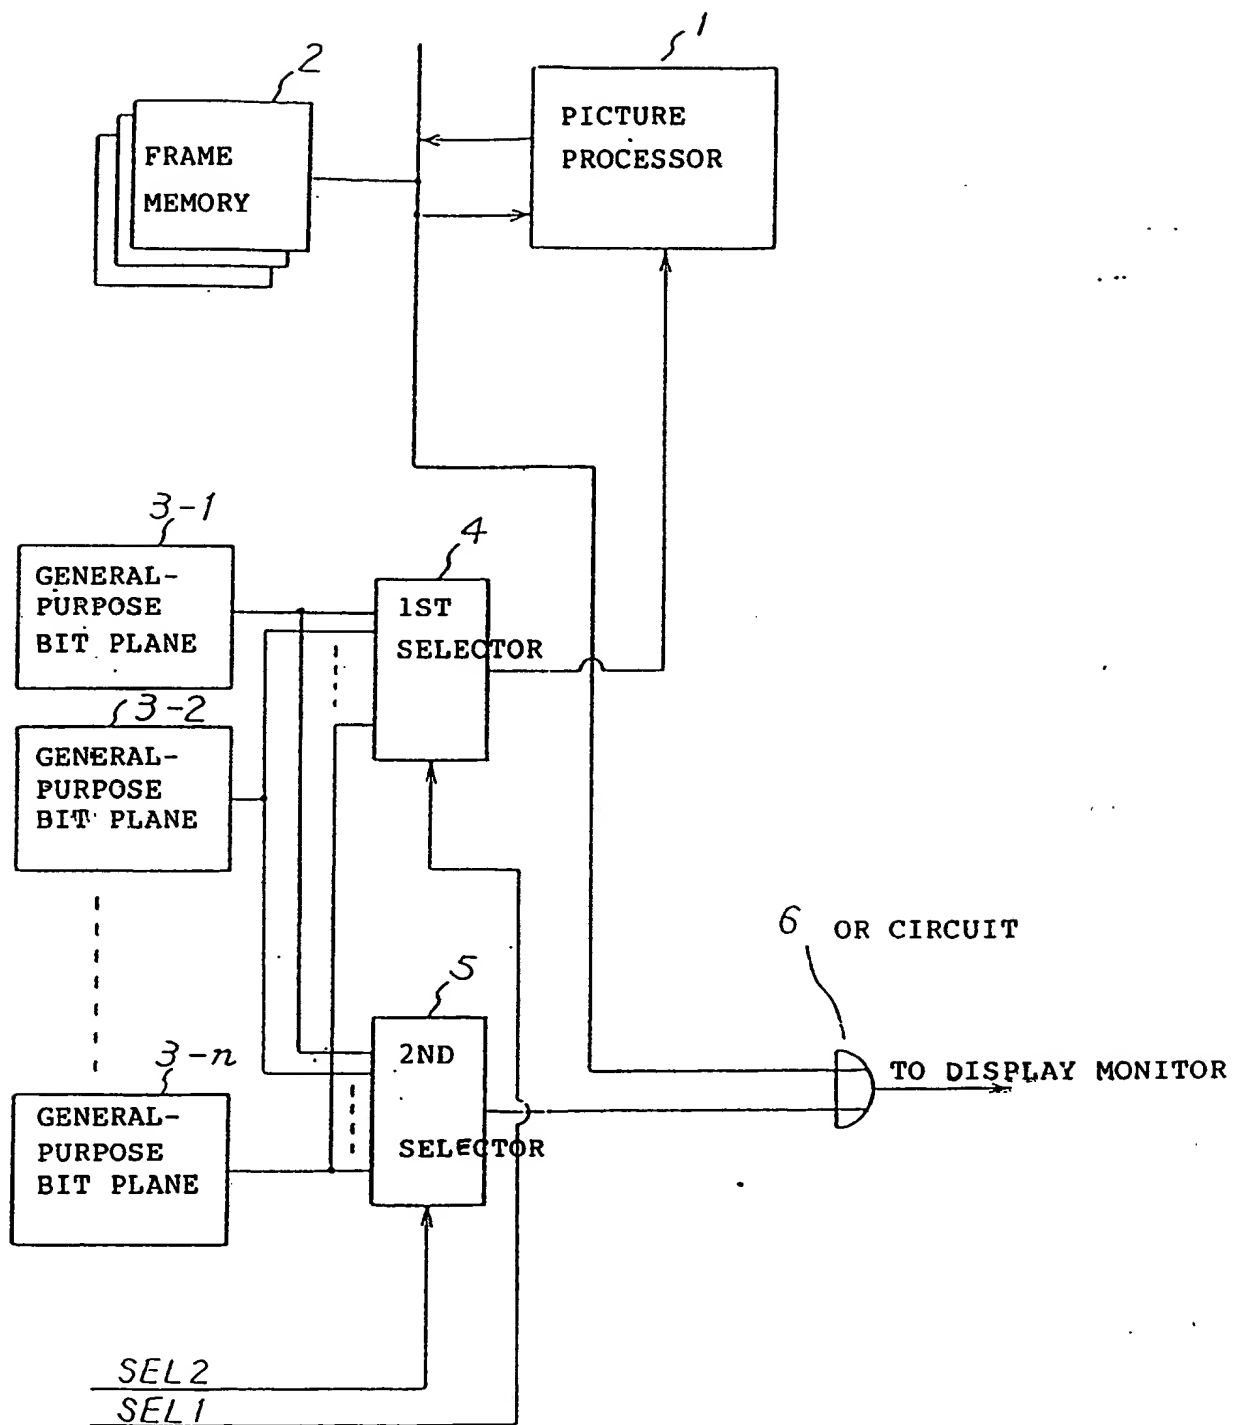 1
2
PICTURE
PROCESSOR
FRAME
MEMORY
3-1
4
GENERAL-
PURPOSE
BIT PLANE
1ST
SELECTOR
3-2
GENERAL-
PURPOSE
BIT PLANE
6 OR CIRCUIT
5
3-n
2ND
SELECTOR
TO DISPLAY MONITOR
GENERAL-
PURPOSE
BIT PLANE
SEL2
SEL1